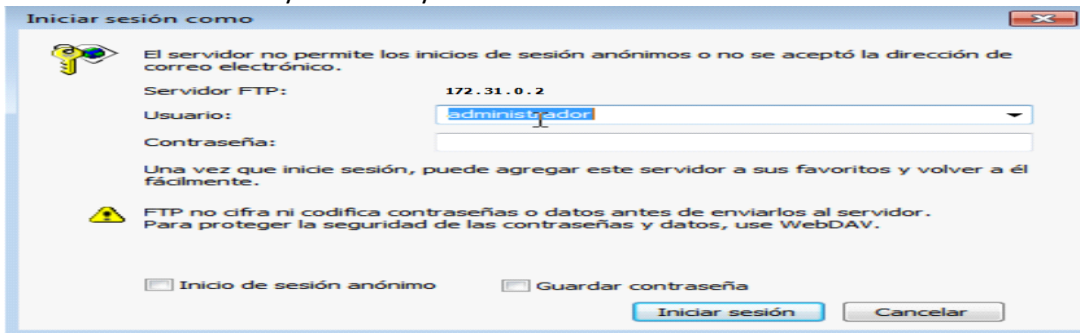 Iniciar sesión como
El servidor no permite los inicios de sesión anónimos o no se aceptó la dirección de
correo electrónico.
Servidor FTP: 172.31.0.2
Usuario: administrador
Contraseña:
Una vez que inicie sesión, puede agregar este servidor a sus favoritos y volver a él
fácilmente.
FTP no cifra ni codifica contraseñas o datos antes de enviarlos al servidor.
Para proteger la seguridad de las contraseñas y datos, use WebDAV.
Inicio de sesión anónimo Guardar contraseña
Iniciar sesión Cancelar